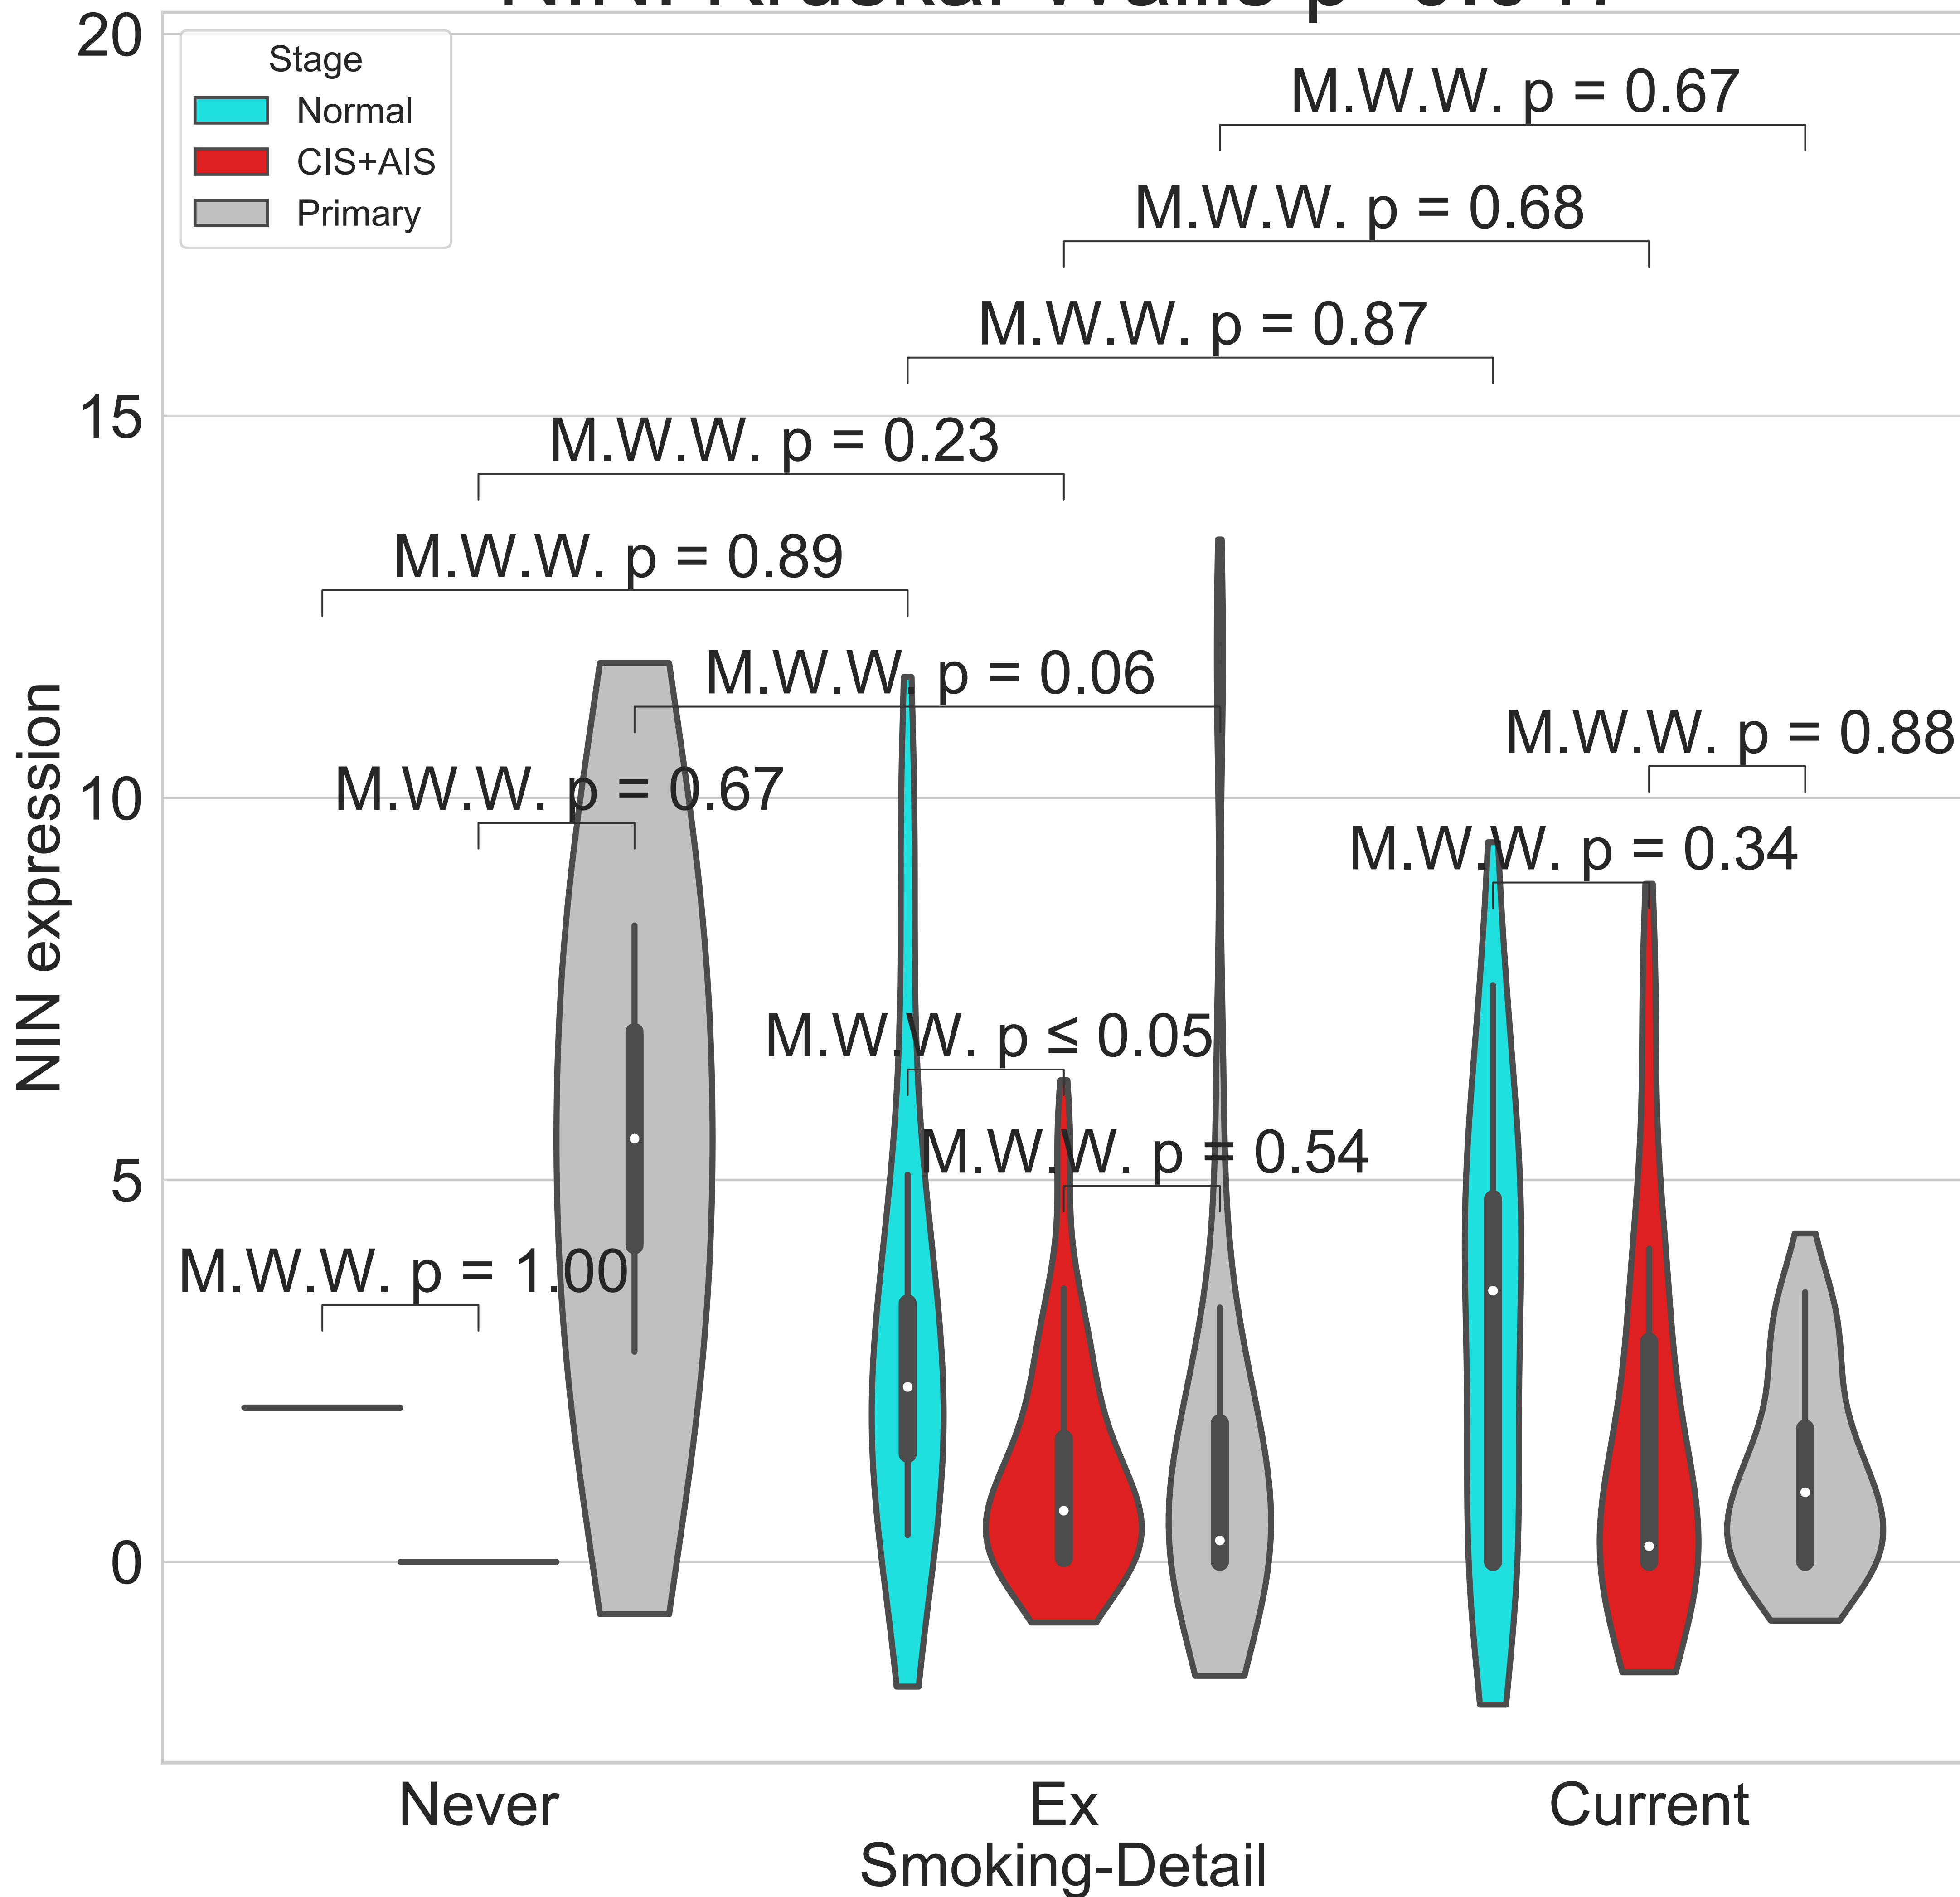 20
Stage
Normal
CIS+AIS
Primary
M.W.W. p = 0.67
M.W.W. p = 0.68
M.W.W. p = 0.87
15
M.W.W. p = 0.23
M.W.W. p = 0.89
M.W.W. p = 0.06
M.W.W. p = 0.88
M.W.W. p = 0.67
10
M.W.W. p = 0.34
NIN expression
M.W.W. p ≤ 0.05
M.W.W. p = 0.54
5
M.W.W. p = 1.00
0
Never
Ex
Current
Smoking-Detail